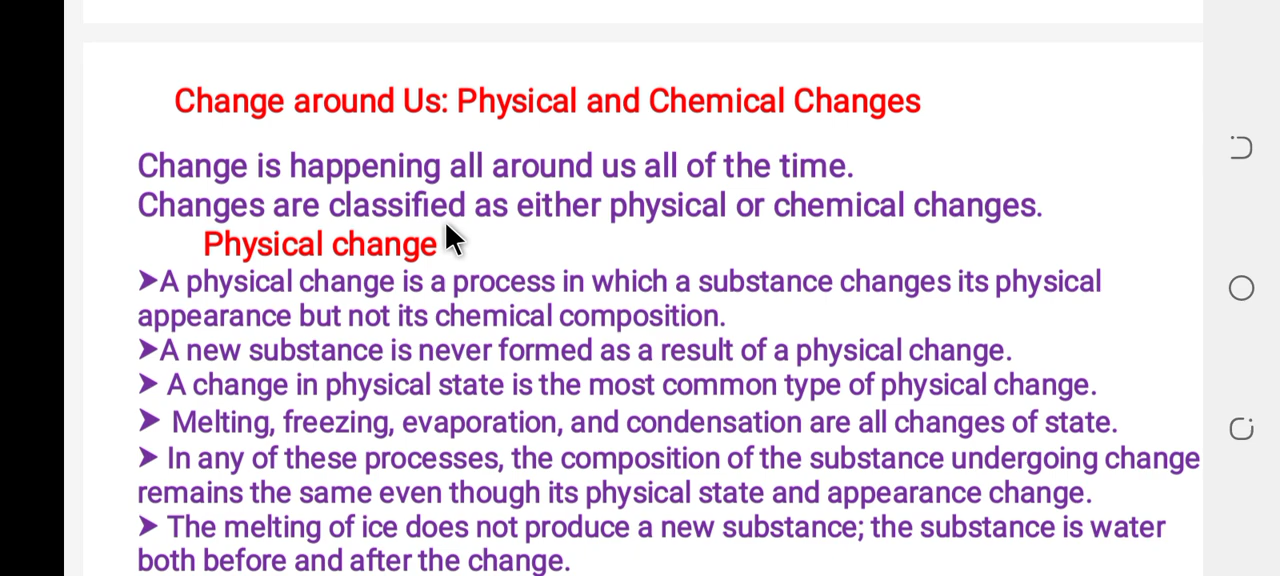 Change around Us: Physical and Chemical Changes
Change is happening all around us all of the time.
Changes are classified as either physical or chemical changes.
Physical change
➤A physical change is a process in which a substance changes its physical
appearance but not its chemical composition.
➤A new substance is never formed as a result of a physical change.
➤ A change in physical state is the most common type of physical change.
➤ Melting, freezing, evaporation, and condensation are all changes of state.
➤ In any of these processes, the composition of the substance undergoing change
remains the same even though its physical state and appearance change.
➤ The melting of ice does not produce a new substance; the substance is water
both before and after the change.